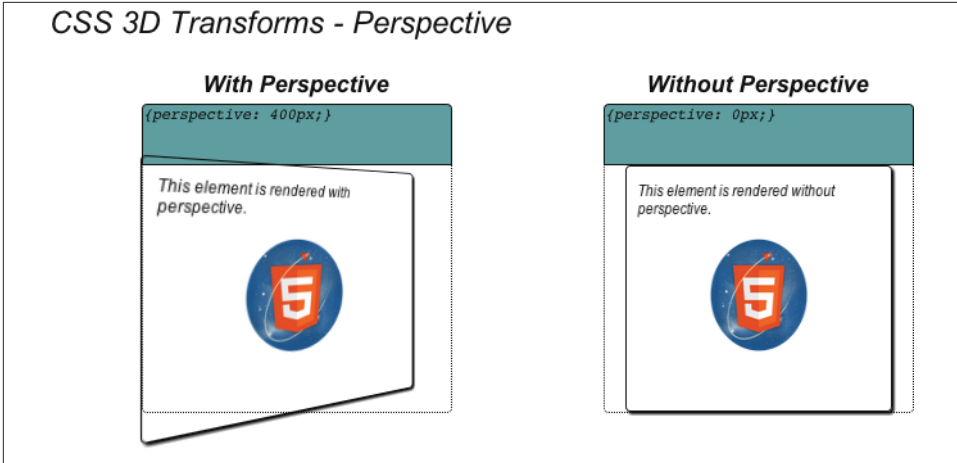 CSS 3D Transforms - Perspective
With Perspective
{perspective: 400px;}
This element is rendered with
perspective.
5
Without Perspective
{perspective: 0px;}
This element is rendered without
perspective.
5